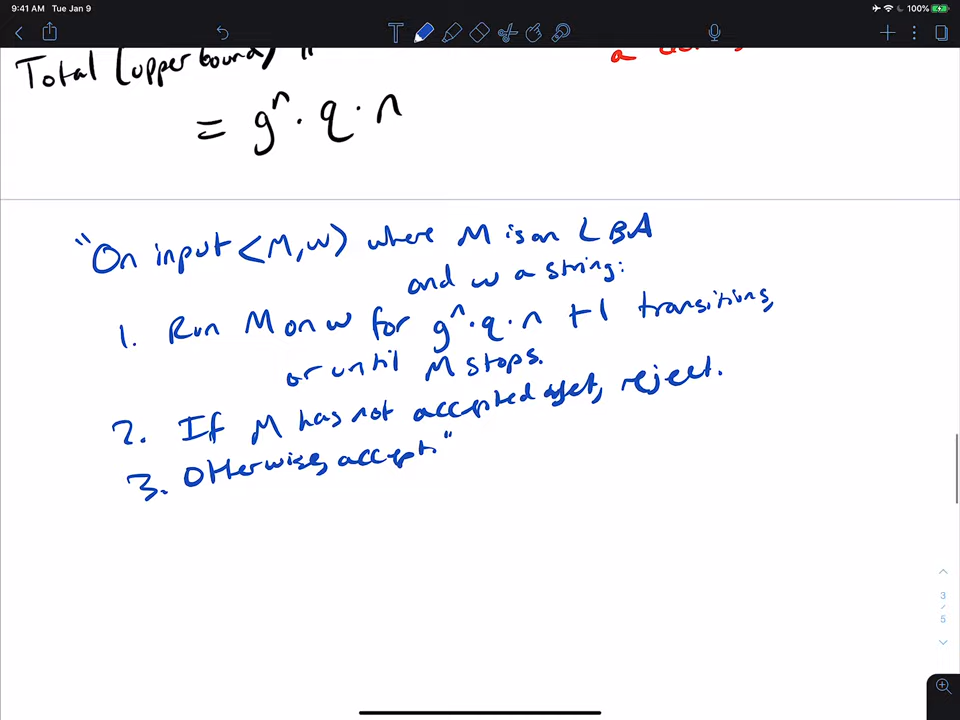 9:41 AM Tue Jan 9
100%
Total (upper bound)
= gⁿ · q · n
"On input <M,w> where M is an LBA
and w a string:
1. Run M on w for gⁿ · q · n + 1 transitions,
or until M stops.
2. If M has not accepted yet, reject.
3. Otherwise, accept."
3
/
5